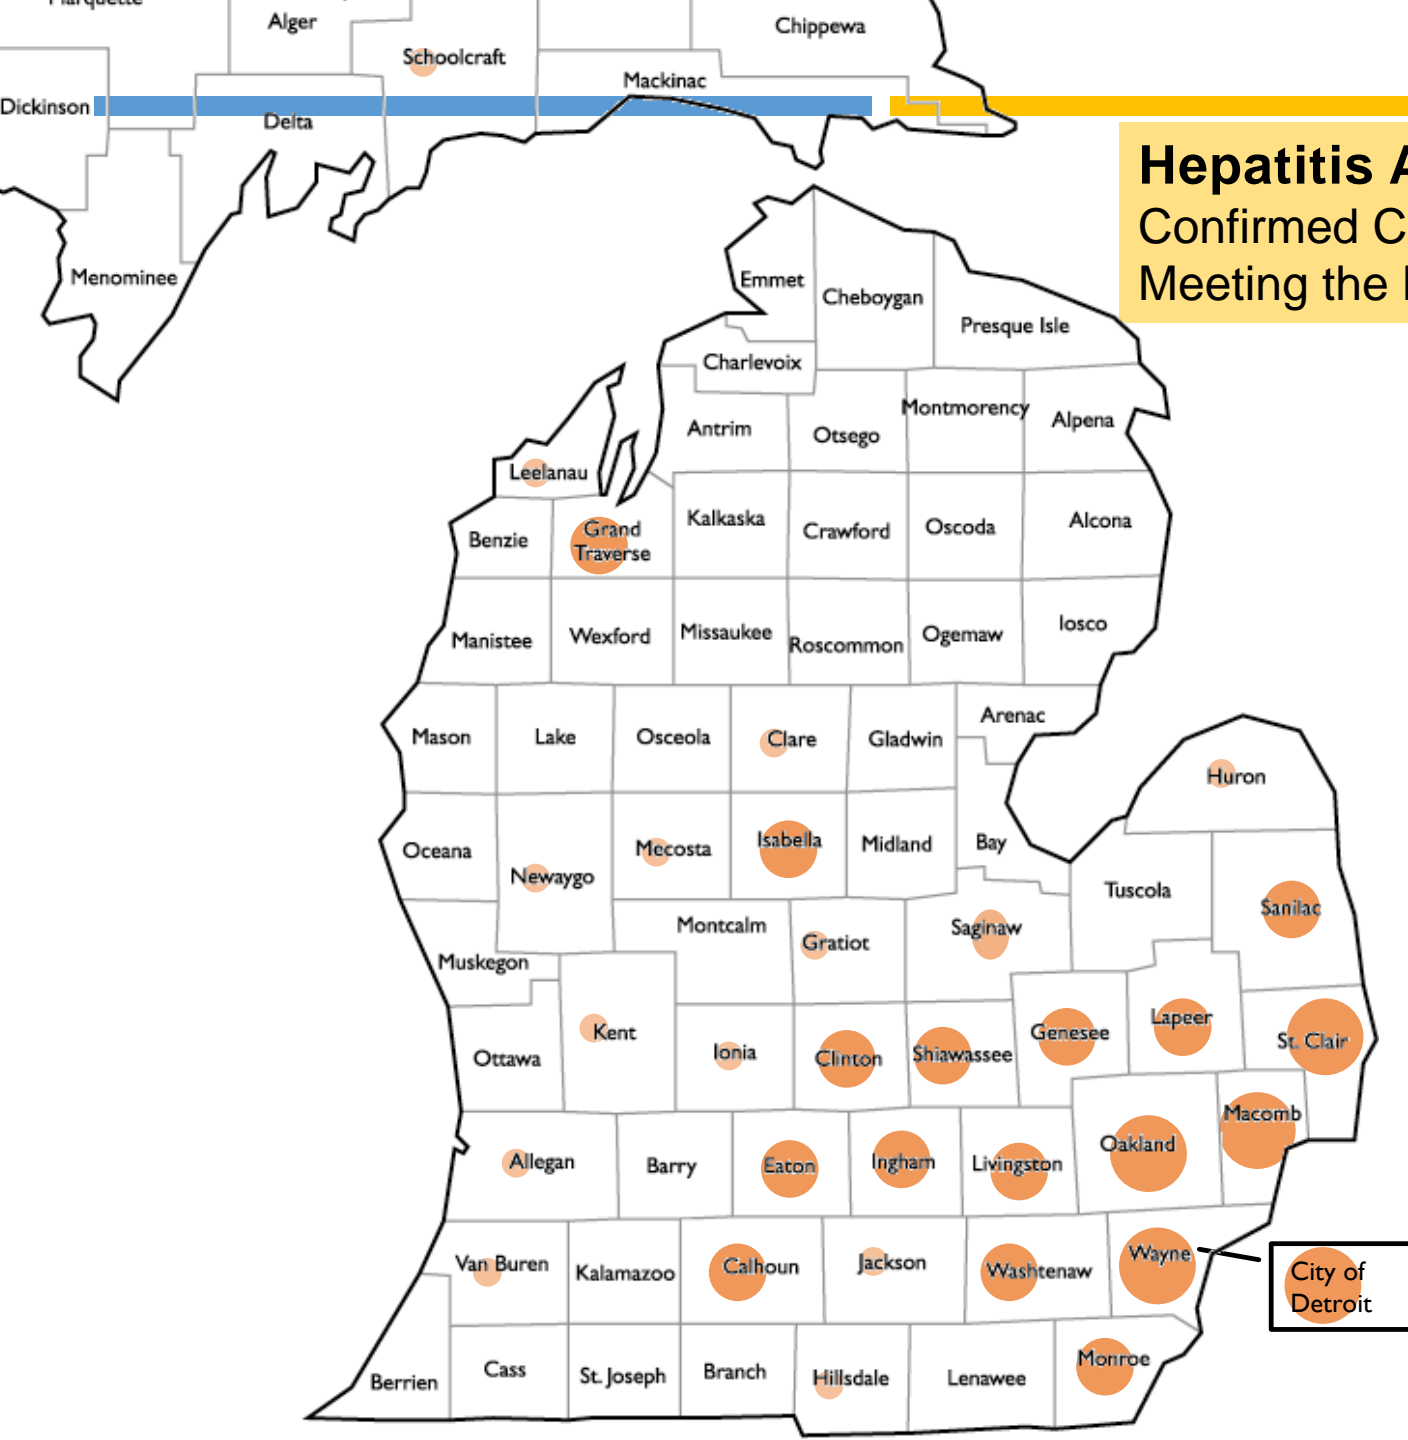 Marquette
Alger
Chippewa
Schoolcraft
Mackinac
Dickinson
Delta
Hepatitis A
Confirmed C
Meeting the
Menominee
Emmet
Cheboygan
Presque Isle
Charlevoix
Montmorency
Antrim
Otsego
Alpena
Leelanau
Kalkaska
Crawford
Oscoda
Alcona
Benzie
Grand
Traverse
Manistee
Wexford
Missaukee
Roscommon
Ogemaw
Iosco
Arenac
Mason
Lake
Osceola
Clare
Gladwin
Huron
Oceana
Newaygo
Mecosta
Isabella
Midland
Bay
Tuscola
Sanilac
Montcalm
Gratiot
Saginaw
Muskegon
Kent
Ottawa
Ionia
Clinton
Shiawassee
Genesee
Lapeer
St. Clair
Macomb
Allegan
Barry
Eaton
Ingham
Livingston
Oakland
Van Buren
Kalamazoo
Calhoun
Jackson
Washtenaw
Wayne
City of
Detroit
Berrien
Cass
St. Joseph
Branch
Hillsdale
Lenawee
Monroe